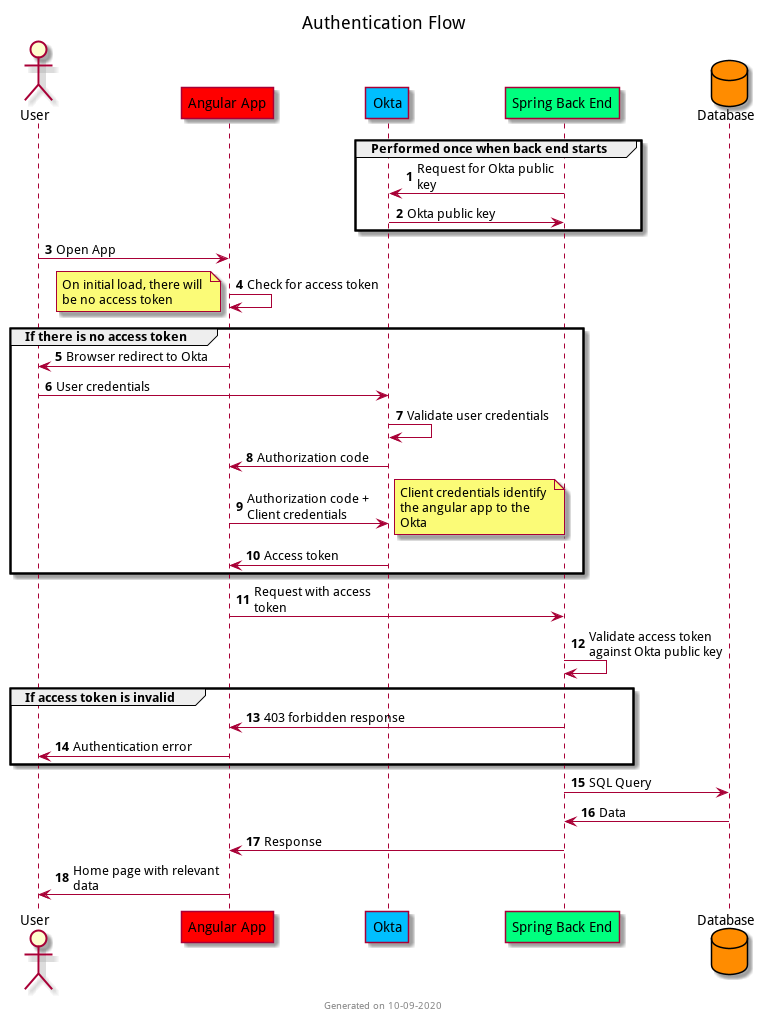 Authentication Flow
User
Angular App
Okta
Spring Back End
Database
Performed once when back end starts
1 Request for Okta public
key
2 Okta public key
3 Open App
On initial load, there will
be no access token
4 Check for access token
If there is no access token
5 Browser redirect to Okta
6 User credentials
7 Validate user credentials
8 Authorization code
9 Authorization code +
Client credentials
Client credentials identify
the angular app to the
Okta
10 Access token
11 Request with access
token
12 Validate access token
against Okta public key
If access token is invalid
13 403 forbidden response
14 Authentication error
15 SQL Query
16 Data
17 Response
18 Home page with relevant
data
User
Angular App
Okta
Spring Back End
Database
Generated on 10-09-2020